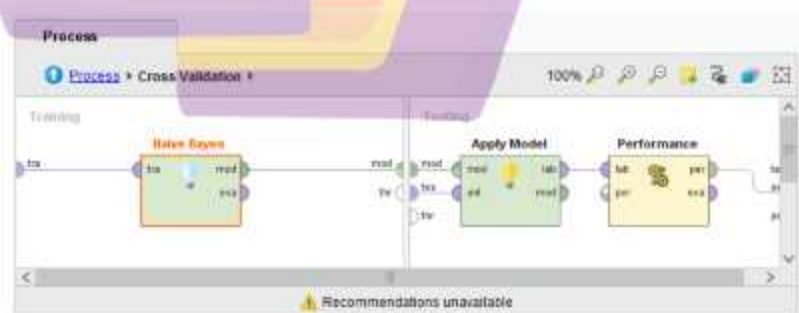 Process
Process ▸ Cross Validation ▸
100%
Training
Testing
Naive Bayes
Apply Model
Performance
tra
tra
mod
exa
mod
thr
mod
tes
thr
mod
unl
lab
mod
lab
per
per
exa
Recommendations unavailable